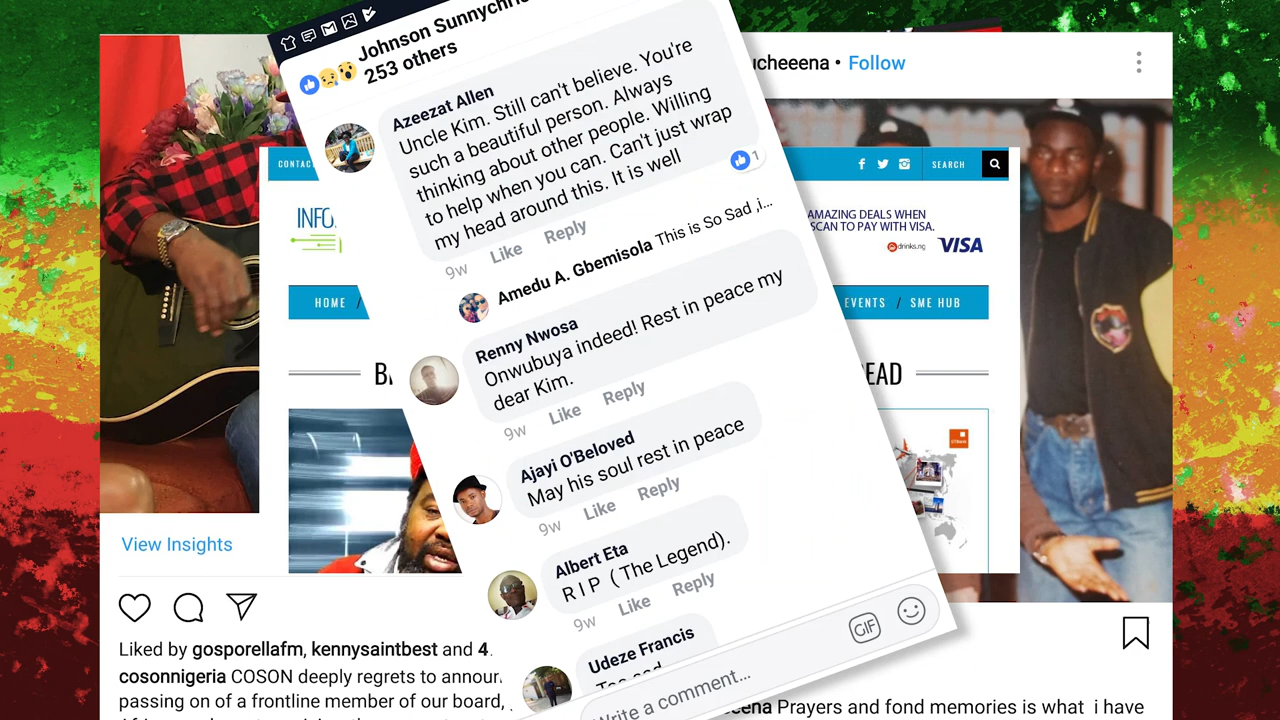 Johnson
253 others
Azeezat Allen
Uncle Kim. Still can't believe. You're
such a beautiful person. Always
thinking about other people. Willing
to help when you can. Can't just wrap
my head around this. It is well
1
9w Like Reply
Amedu A. Gbemisola This is So Sad ,i...
Renny Nwosa
Onwubuya indeed! Rest in peace my
dear Kim.
9w Like Reply
Ajayi O'Beloved
May his soul rest in peace
9w Like Reply
Albert Eta
R I P ( The Legend).
9w Like Reply
Udeze Francis
Write a comment...
GIF
Follow
SEARCH
INFO
AMAZING DEALS WHEN
SCAN TO PAY WITH VISA.
drinks.ng VISA
HOME /
EVENTS / SME HUB
View Insights
Liked by gosporellafm, kennysaintbest and 4
cosonnigeria COSON deeply regrets to
passing on of a frontline member of our board,
Prayers and fond memories is what i have